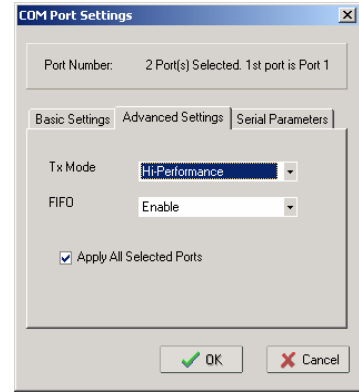 COM Port Settings
Port Number: 2 Port(s) Selected. 1st port is Port 1
Basic Settings Advanced Settings Serial Parameters
Tx Mode Hi-Performance
FIFO Enable
Apply All Selected Ports
OK Cancel